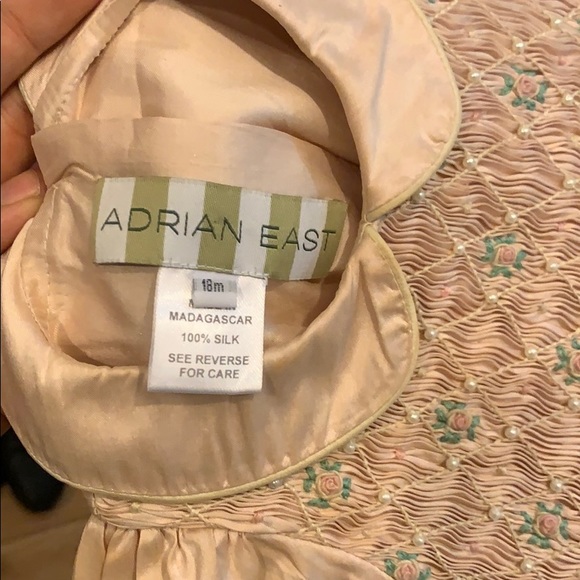 ADRIAN EAST
18m
MADAGASCAR
100% SILK
SEE REVERSE
FOR CARE